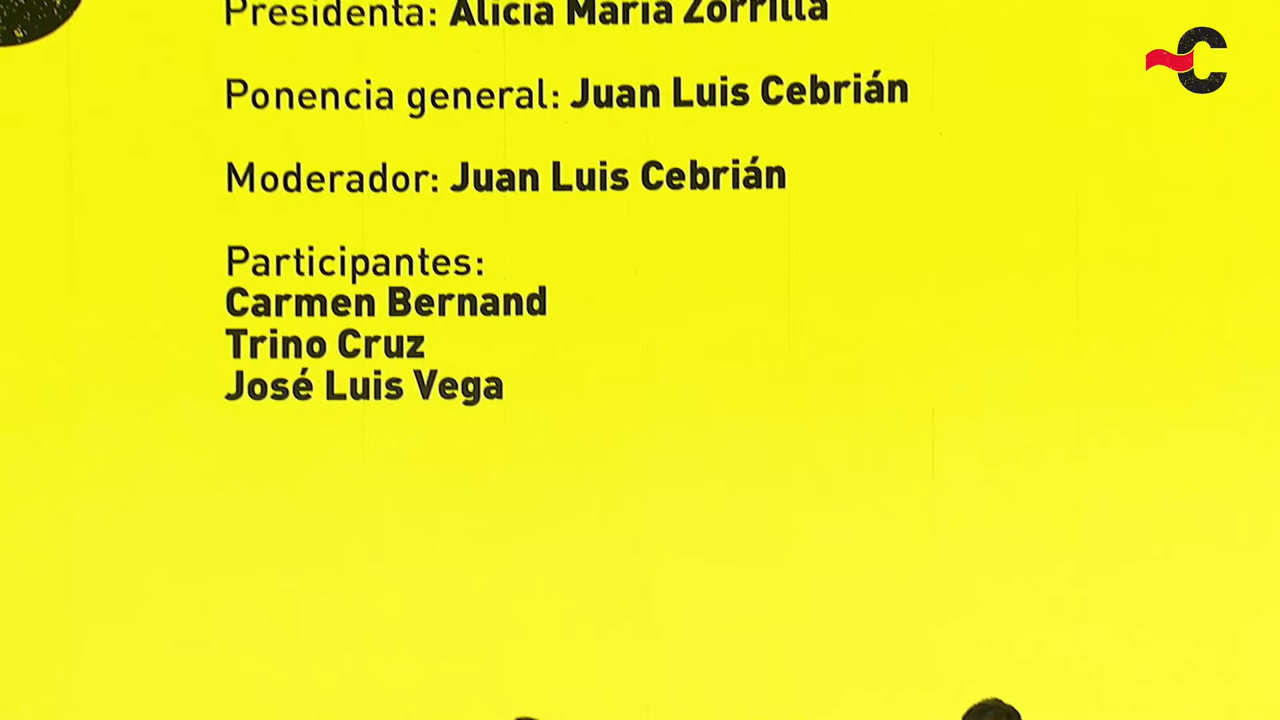 Presidenta: Alicia María Zorrilla
Ponencia general: Juan Luis Cebrián
Moderador: Juan Luis Cebrián
Participantes:
Carmen Bernand
Trino Cruz
José Luis Vega